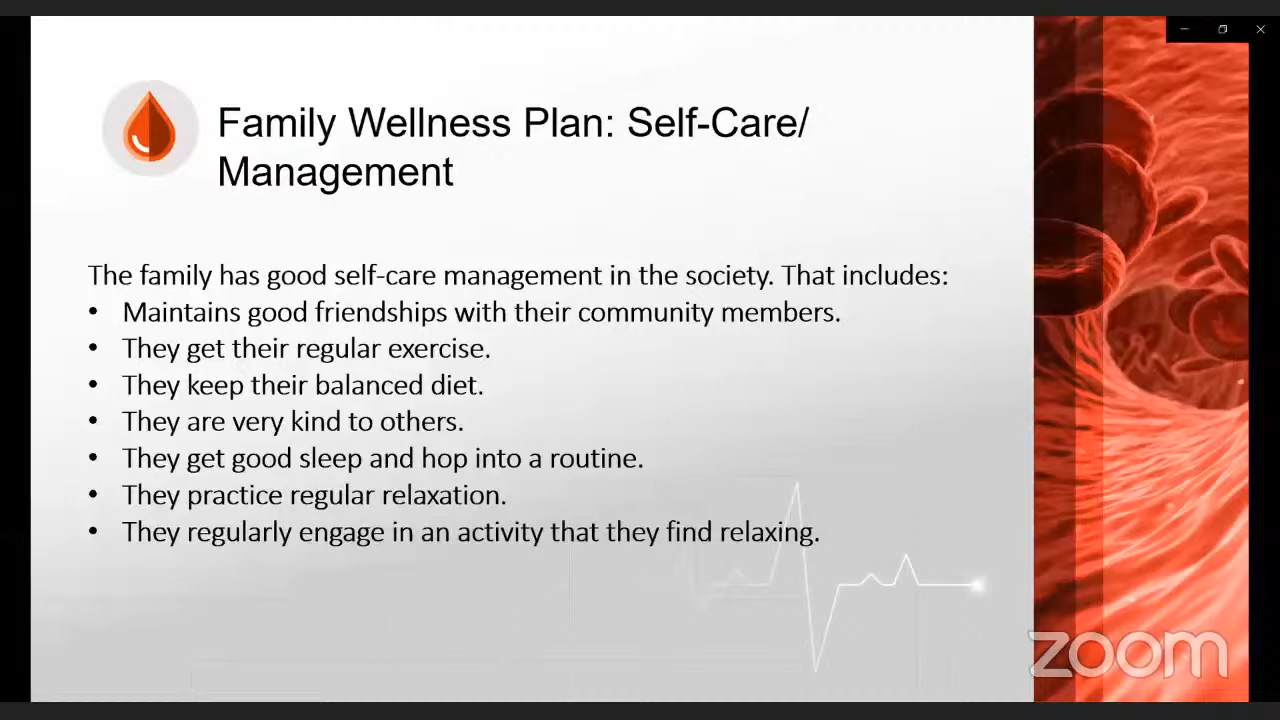 Family Wellness Plan: Self-Care/
Management
The family has good self-care management in the society. That includes:
• Maintains good friendships with their community members.
• They get their regular exercise.
• They keep their balanced diet.
• They are very kind to others.
• They get good sleep and hop into a routine.
• They practice regular relaxation.
• They regularly engage in an activity that they find relaxing.
zoom